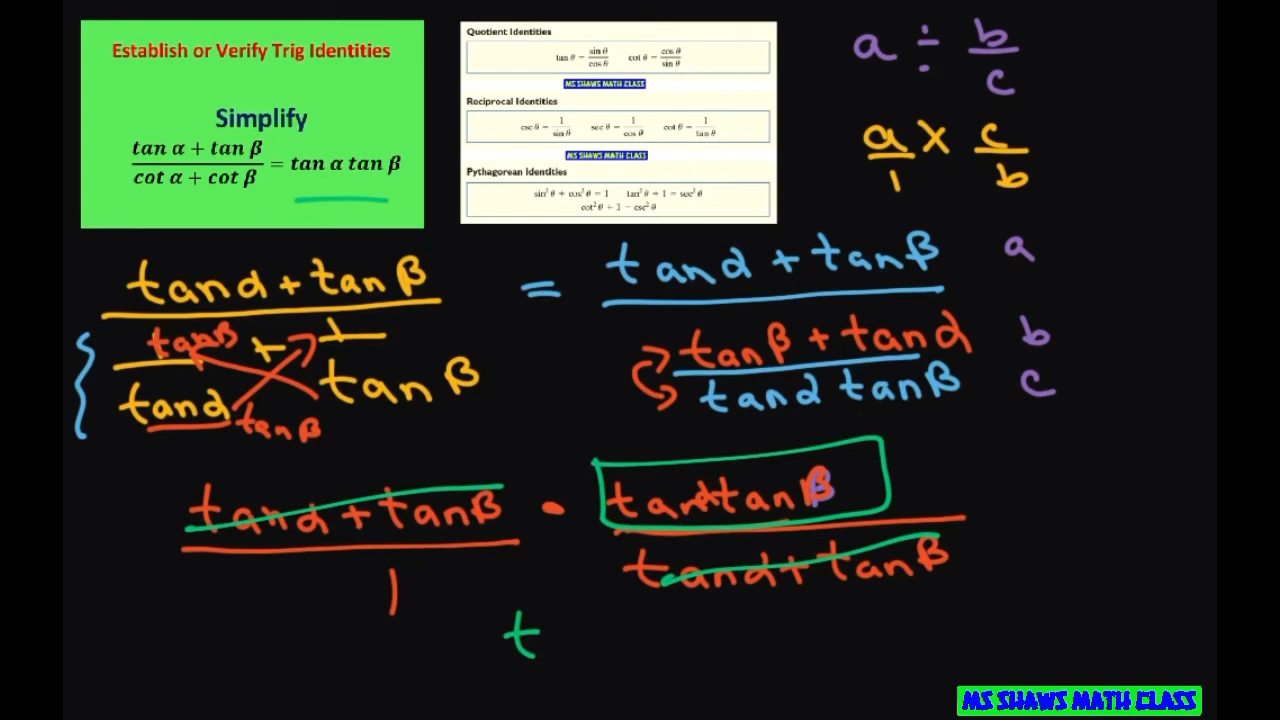 Establish or Verify Trig Identities
Simplify
tan α + tan β
cot α + cot β
= tan α tan β
Quotient Identities
tan θ = sin θ / cos θ cot θ = cos θ / sin θ
MS SHAWS MATH CLASS
Reciprocal Identities
csc θ = 1 / sin θ sec θ = 1 / cos θ cot θ = 1 / tan θ
MS SHAWS MATH CLASS
Pythagorean Identities
sin² θ + cos² θ = 1 tan² θ + 1 = sec² θ
cot² θ + 1 = csc² θ
a ÷ b
c
a × c
1 b
tanα + tanβ
tanβ + 1
tanα tanβ
tanβ
= tanα + tanβ a
tanβ + tanα b
tanα tanβ c
tanα + tanβ · tanα tanβ
1 tanα + tanβ
t
MS SHAWS MATH CLASS